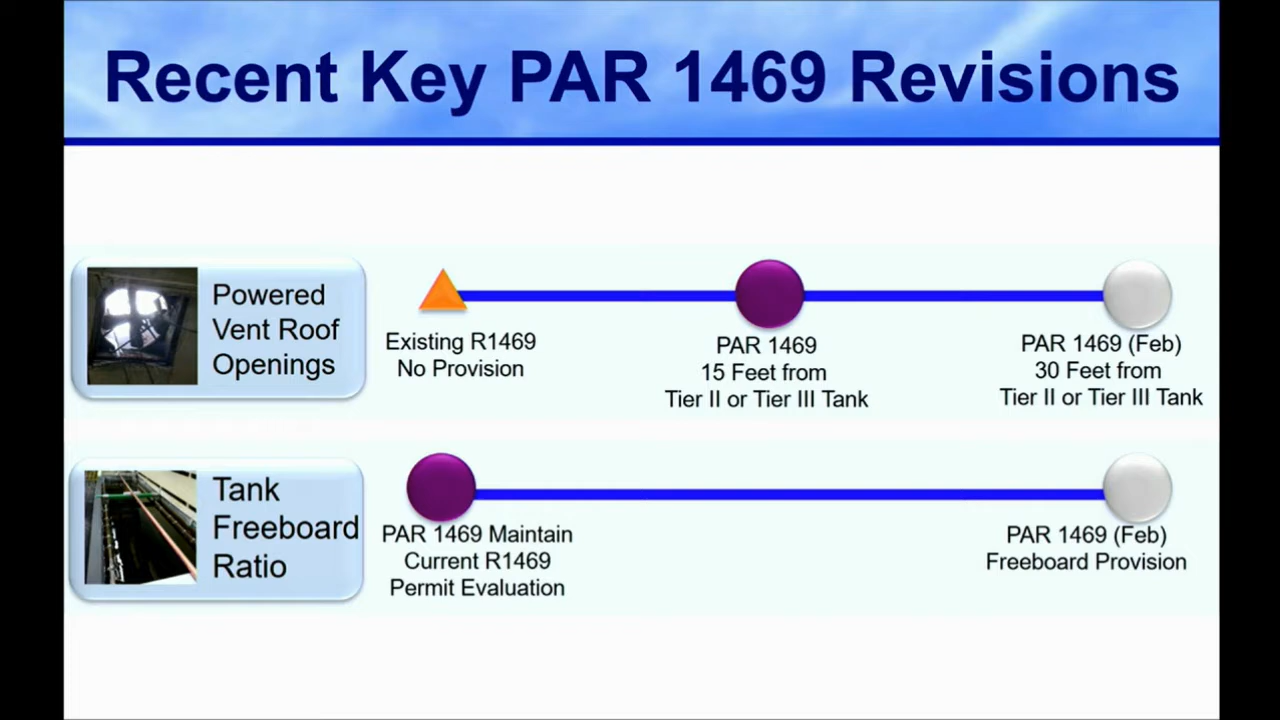 Recent Key PAR 1469 Revisions
Powered
Vent Roof
Openings
Existing R1469
No Provision
PAR 1469
15 Feet from
Tier II or Tier III Tank
PAR 1469 (Feb)
30 Feet from
Tier II or Tier III Tank
Tank
Freeboard
Ratio
PAR 1469 Maintain
Current R1469
Permit Evaluation
PAR 1469 (Feb)
Freeboard Provision